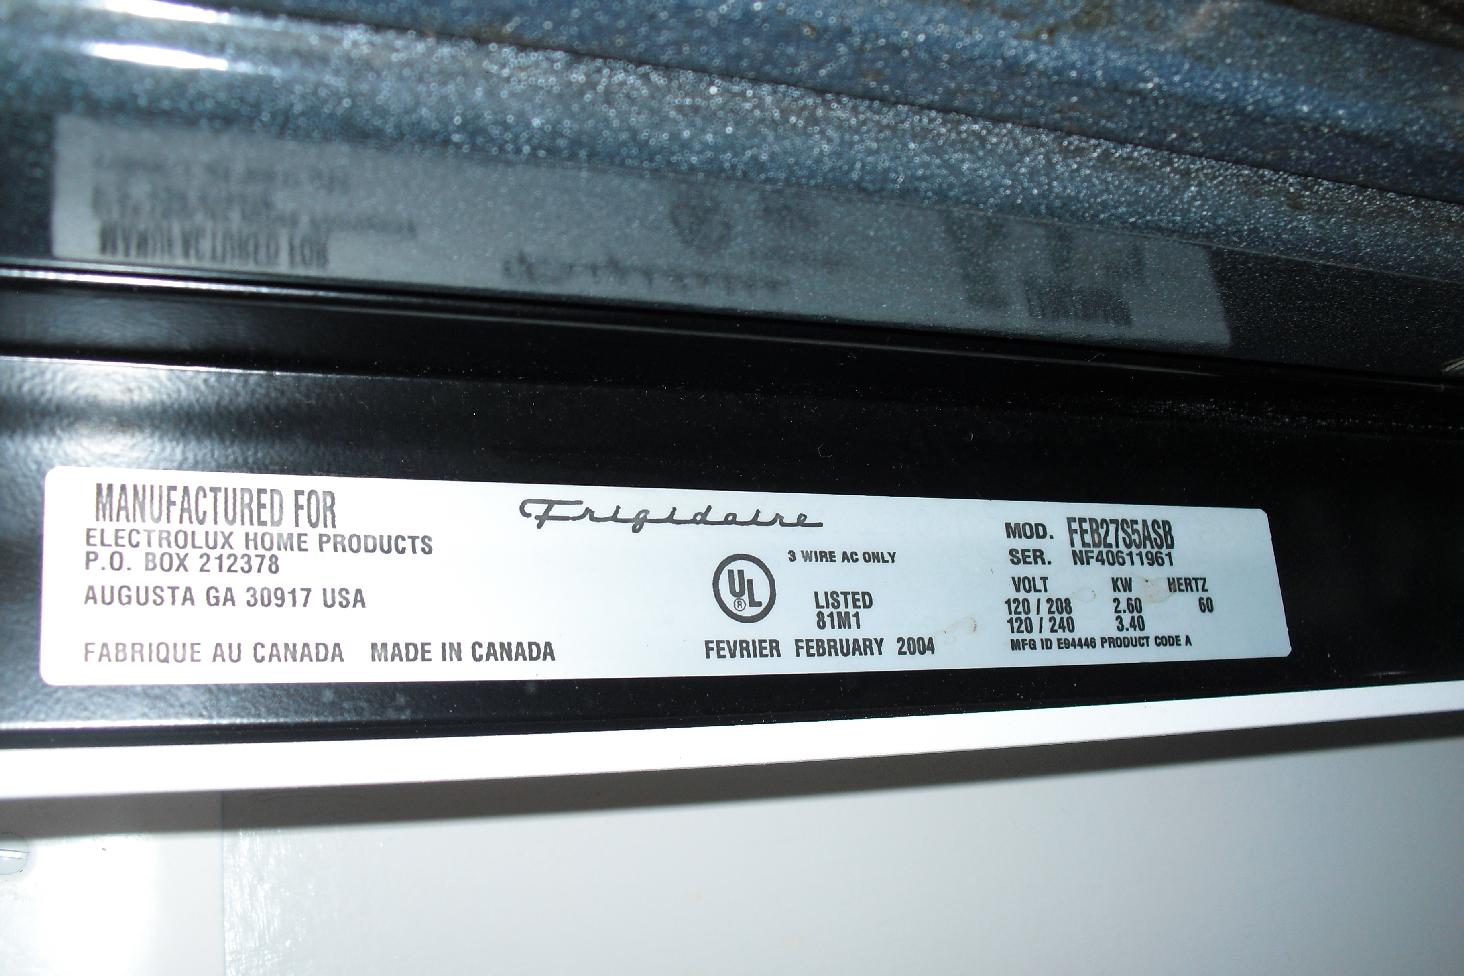 MANUFACTURED FOR
ELECTROLUX HOME PRODUCTS
P.O. BOX 212378
AUGUSTA GA 30917 USA
FABRIQUE AU CANADA MADE IN CANADA
Frigidaire
UL
®
3 WIRE AC ONLY
LISTED
81M1
FEVRIER FEBRUARY 2004
MOD. FEB27S5ASB
SER. NF40611961
VOLT KW HERTZ
120 / 208 2.60 60
120 / 240 3.40
MFG ID E94446 PRODUCT CODE A